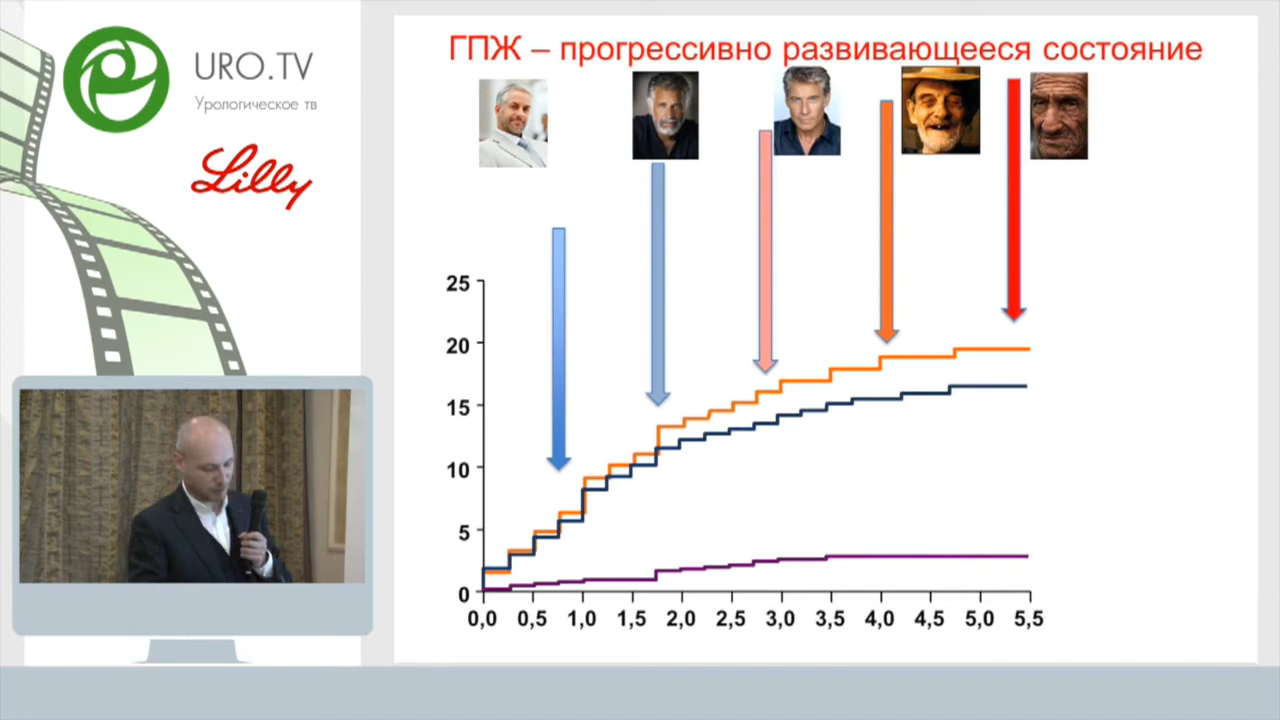 ГПЖ – прогрессивно развивающееся состояние
URO.TV
Урологическое тв
Lilly
25
20
15
10
5
0
0,0 0,5 1,0 1,5 2,0 2,5 3,0 3,5 4,0 4,5 5,0 5,5